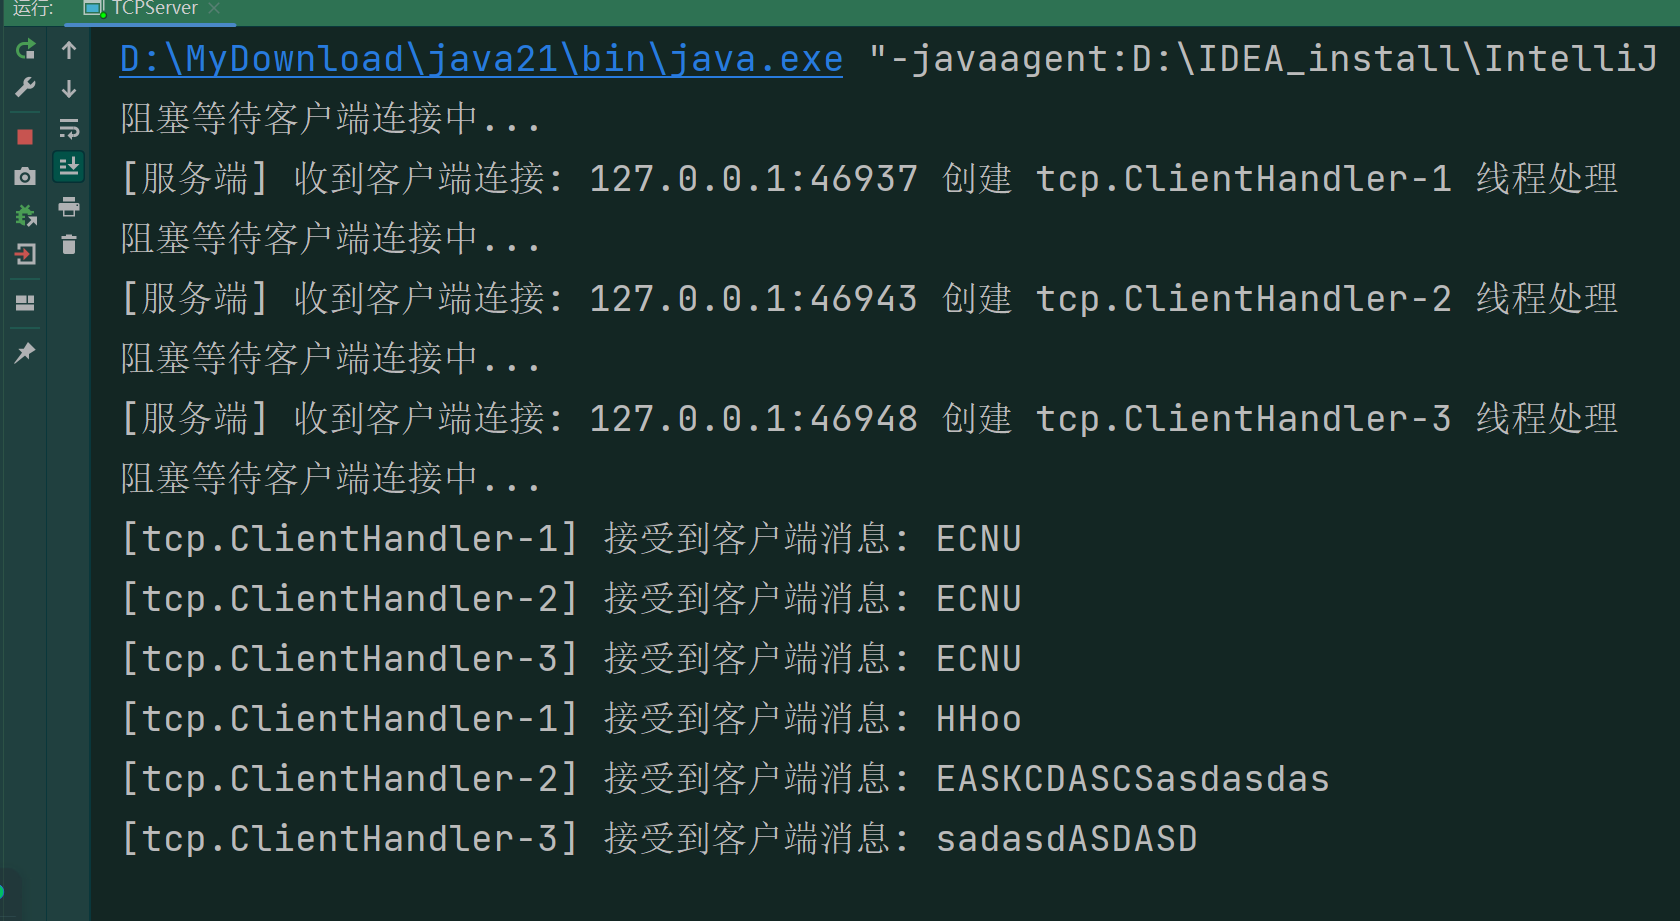 运行: TCPServer
D:\MyDownload\java21\bin\java.exe "-javaagent:D:\IDEA_install\IntelliJ
阻塞等待客户端连接中...
[服务端] 收到客户端连接: 127.0.0.1:46937 创建 tcp.ClientHandler-1 线程处理
阻塞等待客户端连接中...
[服务端] 收到客户端连接: 127.0.0.1:46943 创建 tcp.ClientHandler-2 线程处理
阻塞等待客户端连接中...
[服务端] 收到客户端连接: 127.0.0.1:46948 创建 tcp.ClientHandler-3 线程处理
阻塞等待客户端连接中...
[tcp.ClientHandler-1] 接受到客户端消息: ECNU
[tcp.ClientHandler-2] 接受到客户端消息: ECNU
[tcp.ClientHandler-3] 接受到客户端消息: ECNU
[tcp.ClientHandler-1] 接受到客户端消息: HHoo
[tcp.ClientHandler-2] 接受到客户端消息: EASKCDASCSasdasdas
[tcp.ClientHandler-3] 接受到客户端消息: sadasdASDASD